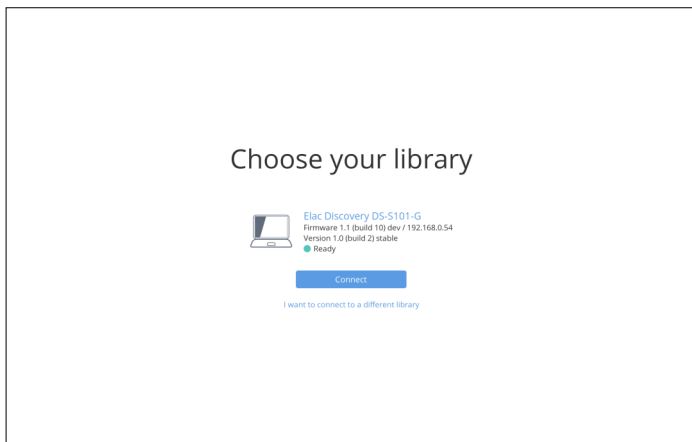 Choose your library
Elac Discovery DS-S101-G
Firmware 1.1 (build 10) dev / 192.168.0.54
Version 1.0 (build 2) stable
Ready
Connect
I want to connect to a different library